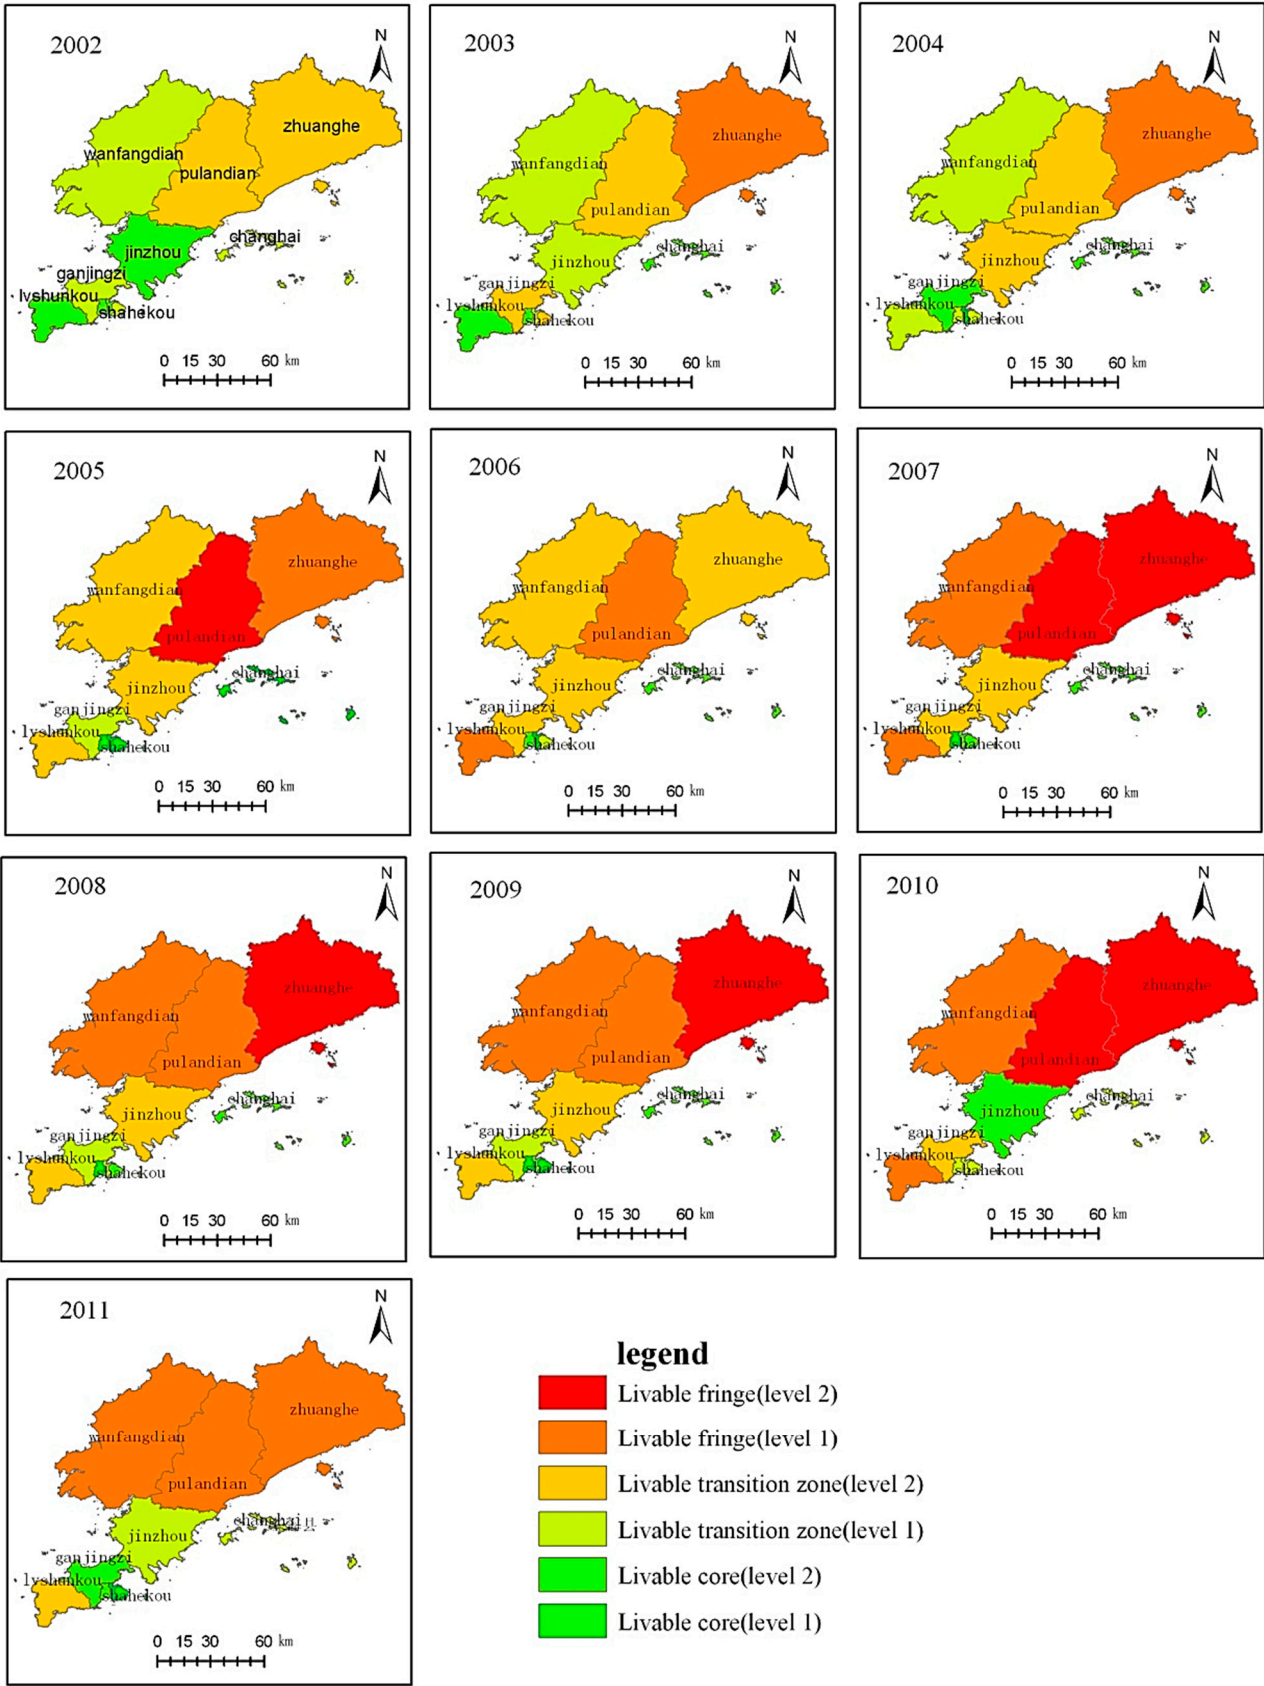 2002
N
zhuanghe
wanfangdian
pulandian
changhai
jinzhou
ganjingzi
lvshunkou
shahekou
0 15 30 60 km
2003
N
zhuanghe
wanfangdian
pulandian
changhai
jinzhou
ganjingzi
lvshunkou
shahekou
0 15 30 60 km
2004
N
zhuanghe
wanfangdian
pulandian
changhai
jinzhou
ganjingzi
lvshunkou
shahekou
0 15 30 60 km
2005
N
zhuanghe
wanfangdian
pulandian
changhai
jinzhou
ganjingzi
lvshunkou
shahekou
0 15 30 60 km
2006
N
zhuanghe
wanfangdian
pulandian
changhai
jinzhou
ganjingzi
lvshunkou
shahekou
0 15 30 60 km
2007
N
zhuanghe
wanfangdian
pulandian
changhai
jinzhou
ganjingzi
lvshunkou
shahekou
0 15 30 60 km
2008
N
zhuanghe
wanfangdian
pulandian
changhai
jinzhou
ganjingzi
lvshunkou
shahekou
0 15 30 60 km
2009
N
zhuanghe
wanfangdian
pulandian
changhai
jinzhou
ganjingzi
lvshunkou
shahekou
0 15 30 60 km
2010
N
zhuanghe
wanfangdian
pulandian
changhai
jinzhou
ganjingzi
lvshunkou
shahekou
0 15 30 60 km
2011
N
zhuanghe
wanfangdian
pulandian
changhai
jinzhou
ganjingzi
lvshunkou
shahekou
0 15 30 60 km
legend
Livable fringe(level 2)
Livable fringe(level 1)
Livable transition zone(level 2)
Livable transition zone(level 1)
Livable core(level 2)
Livable core(level 1)